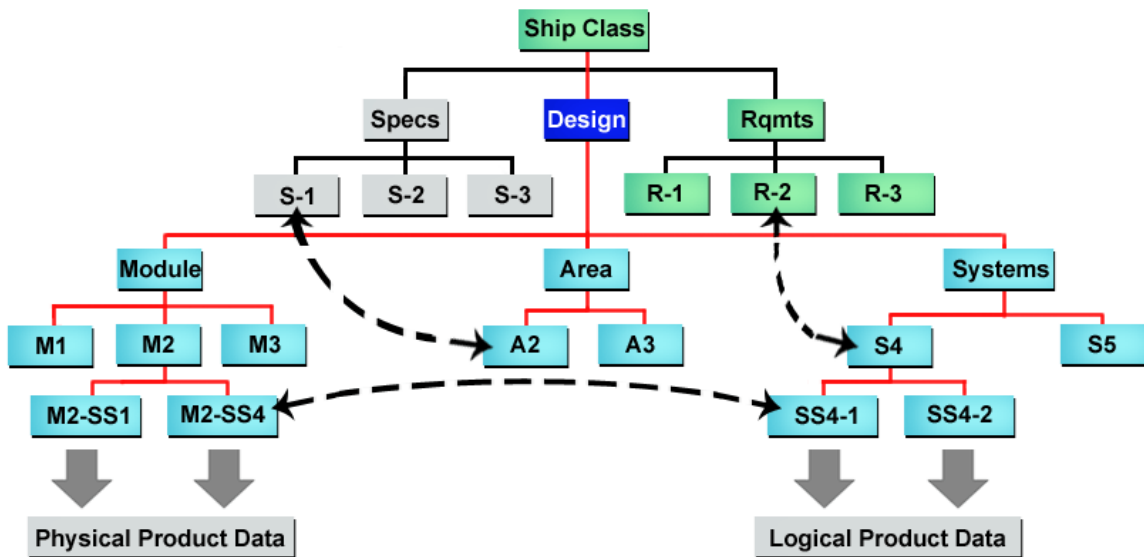 Ship Class
Specs
Design
Rqmts
S-1
S-2
S-3
R-1
R-2
R-3
Module
Area
Systems
M1
M2
M3
A2
A3
S4
S5
M2-SS1
M2-SS4
SS4-1
SS4-2
Physical Product Data
Logical Product Data